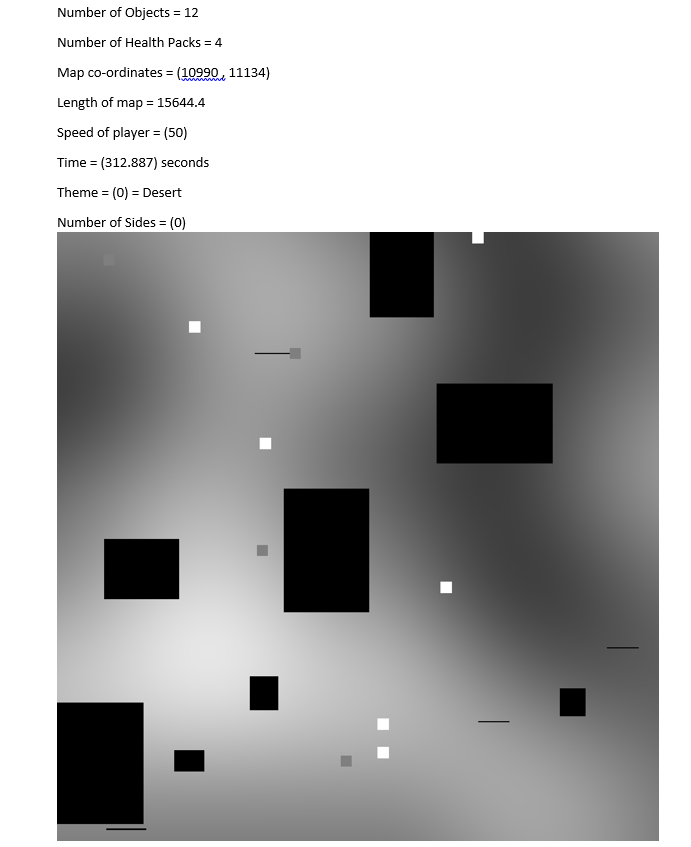 Number of Objects = 12
Number of Health Packs = 4
Map co-ordinates = (10990 , 11134)
Length of map = 15644.4
Speed of player = (50)
Time = (312.887) seconds
Theme = (0) = Desert
Number of Sides = (0)